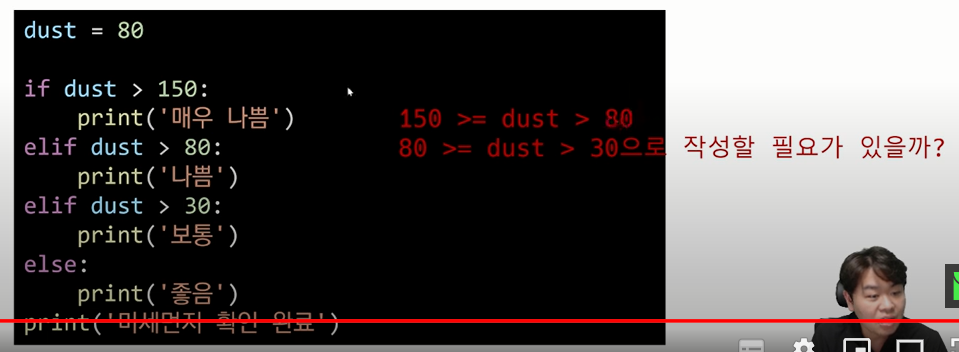 dust = 80
if dust > 150:
    print('매우 나쁨')
150 >= dust > 80
elif dust > 80:
80 >= dust > 30으로 작성할 필요가 있을까?
    print('나쁨')
elif dust > 30:
    print('보통')
else:
    print('좋음')
print('미세먼지 확인 완료')